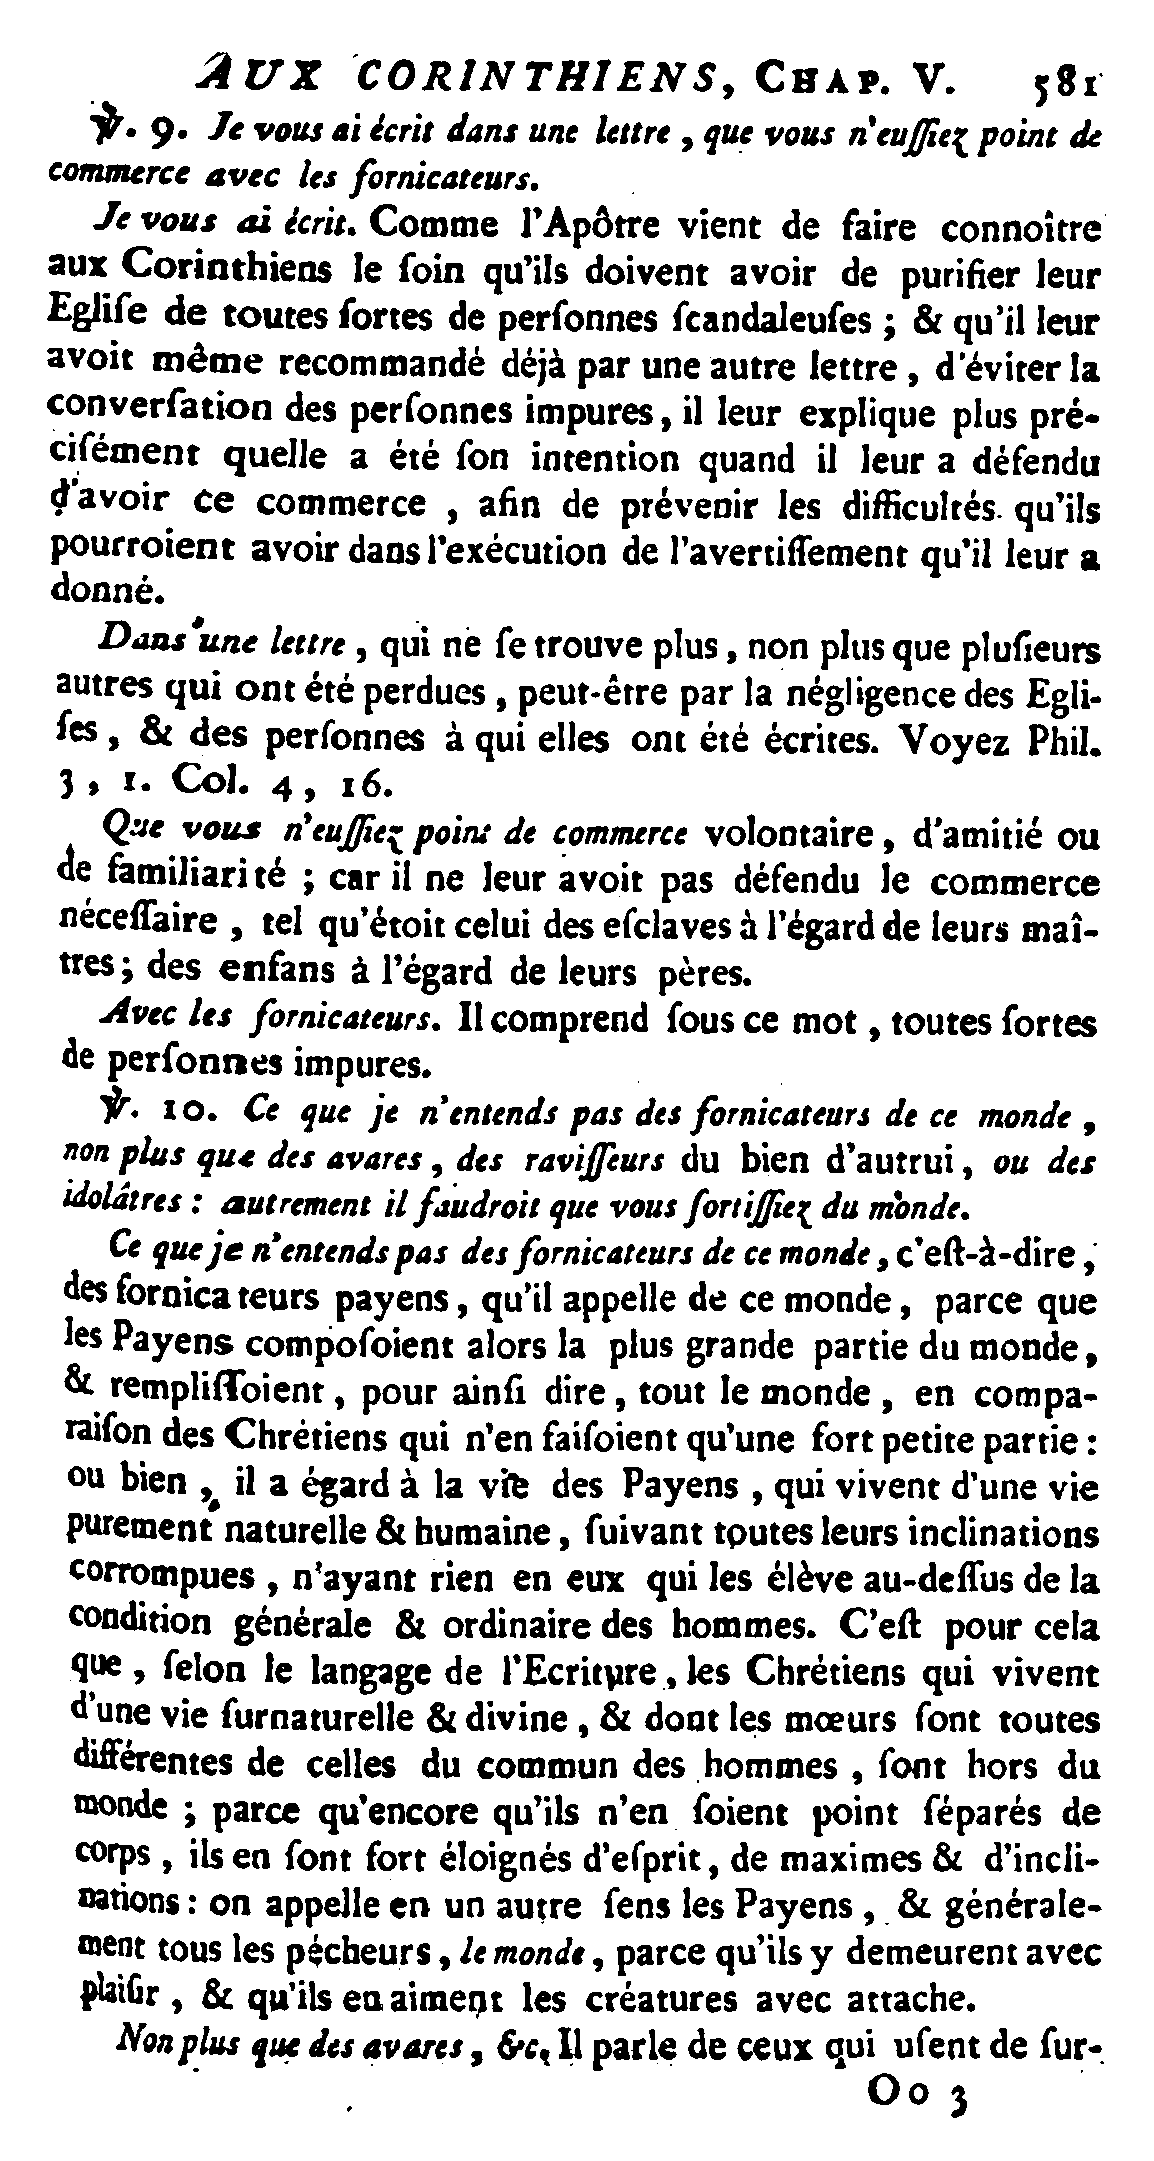 AUX CORINTHIENS, CHAP. V. 581
℣. 9. Je vous ai écrit dans une lettre, que vous n'euſſiez point de
commerce avec les fornicateurs.
Je vous ai écrit. Comme l'Apôtre vient de faire connoître
aux Corinthiens le ſoin qu'ils doivent avoir de purifier leur
Egliſe de toutes ſortes de perſonnes ſcandaleuſes ; & qu'il leur
avoit même recommandé déjà par une autre lettre, d'éviter la
converſation des perſonnes impures, il leur explique plus pré-
ciſément quelle a été ſon intention quand il leur a défendu
d'avoir ce commerce, afin de prévenir les difficultés qu'ils
pourroient avoir dans l'exécution de l'avertiſſement qu'il leur a
donné.
Dans une lettre, qui ne ſe trouve plus, non plus que pluſieurs
autres qui ont été perdues, peut-être par la négligence des Egli-
ſes, & des perſonnes à qui elles ont été écrites. Voyez Phil.
3, 1. Col. 4, 16.
Que vous n'euſſiez point de commerce volontaire, d'amitié ou
de familiarité ; car il ne leur avoit pas défendu le commerce
néceſſaire, tel qu'étoit celui des eſclaves à l'égard de leurs maî-
tres ; des enfans à l'égard de leurs pères.
Avec les fornicateurs. Il comprend ſous ce mot, toutes ſortes
de perſonnes impures.
℣. 10. Ce que je n'entends pas des fornicateurs de ce monde,
non plus que des avares, des raviſſeurs du bien d'autrui, ou des
idolâtres : autrement il faudroit que vous ſortiſſiez du monde.
Ce que je n'entends pas des fornicateurs de ce monde, c'eſt-à-dire,
des fornicateurs payens, qu'il appelle de ce monde, parce que
les Payens compoſoient alors la plus grande partie du monde,
& rempliſſoient, pour ainſi dire, tout le monde, en compa-
raiſon des Chrétiens qui n'en faiſoient qu'une fort petite partie :
ou bien, il a égard à la vie des Payens, qui vivent d'une vie
purement naturelle & humaine, ſuivant toutes leurs inclinations
corrompues, n'ayant rien en eux qui les élève au-deſſus de la
condition générale & ordinaire des hommes. C'eſt pour cela
que, ſelon le langage de l'Ecriture, les Chrétiens qui vivent
d'une vie ſurnaturelle & divine, & dont les mœurs ſont toutes
différentes de celles du commun des hommes, ſont hors du
monde ; parce qu'encore qu'ils n'en ſoient point ſéparés de
corps, ils en ſont fort éloignés d'eſprit, de maximes & d'incli-
nations : on appelle en un autre ſens les Payens, & générale-
ment tous les pécheurs, le monde, parce qu'ils y demeurent avec
plaiſir, & qu'ils en aiment les créatures avec attache.
Non plus que des avares, &c. Il parle de ceux qui uſent de ſur-
Oo 3